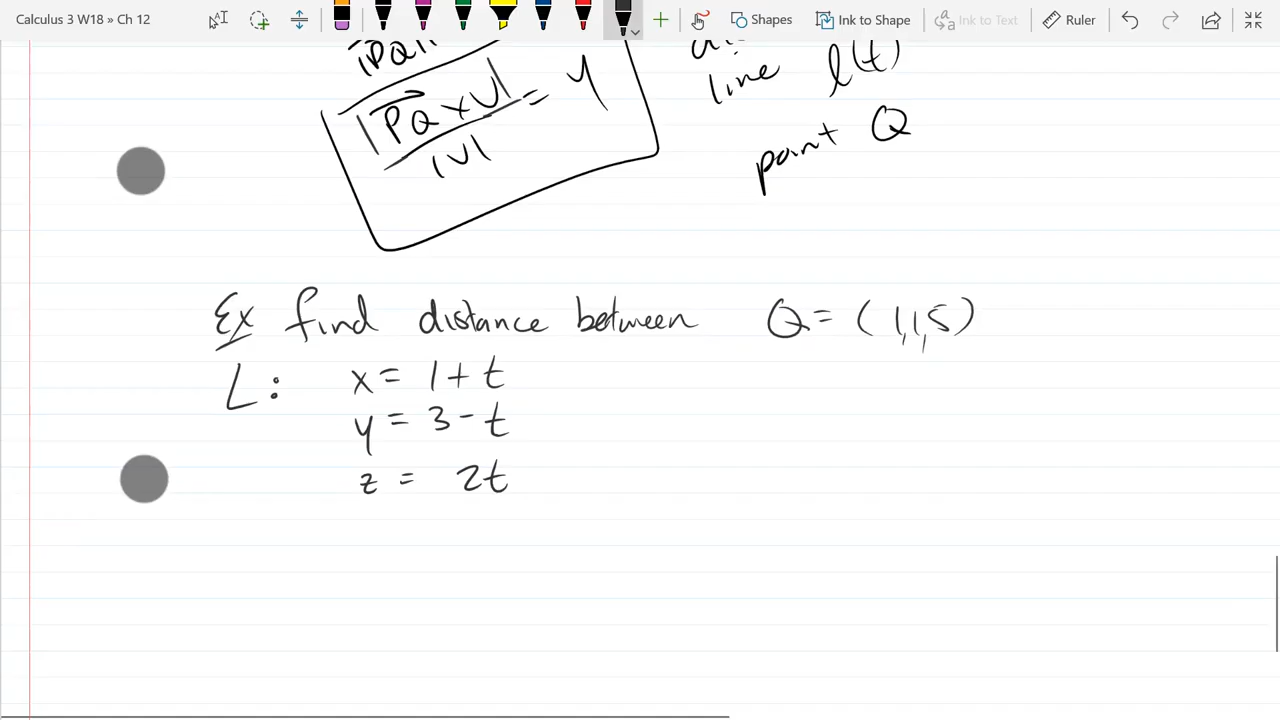 Calculus 3 W18 » Ch 12
Shapes
Ink to Shape
Ink to Text
Ruler
|PQ × V| / |V| = y
line l(t)
point Q
Ex find distance between Q = (1,1,5)
L: x = 1 + t
y = 3 - t
z = 2t